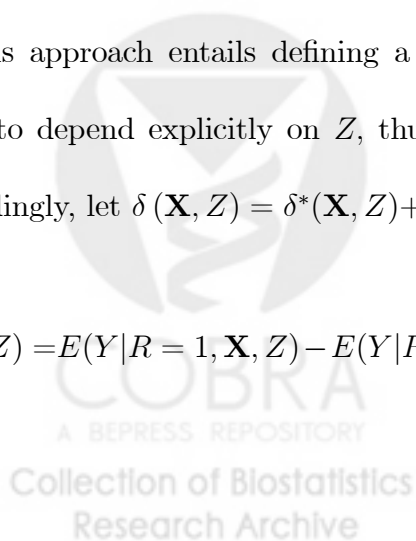 is approach entails defining a
to depend explicitly on Z, thu
lingly, let δ (X, Z) = δ*(X, Z)+
Z) =E(Y|R = 1, X, Z)− E(Y|R
COBRA
A BEPRESS REPOSITORY
Collection of Biostatistics
Research Archive